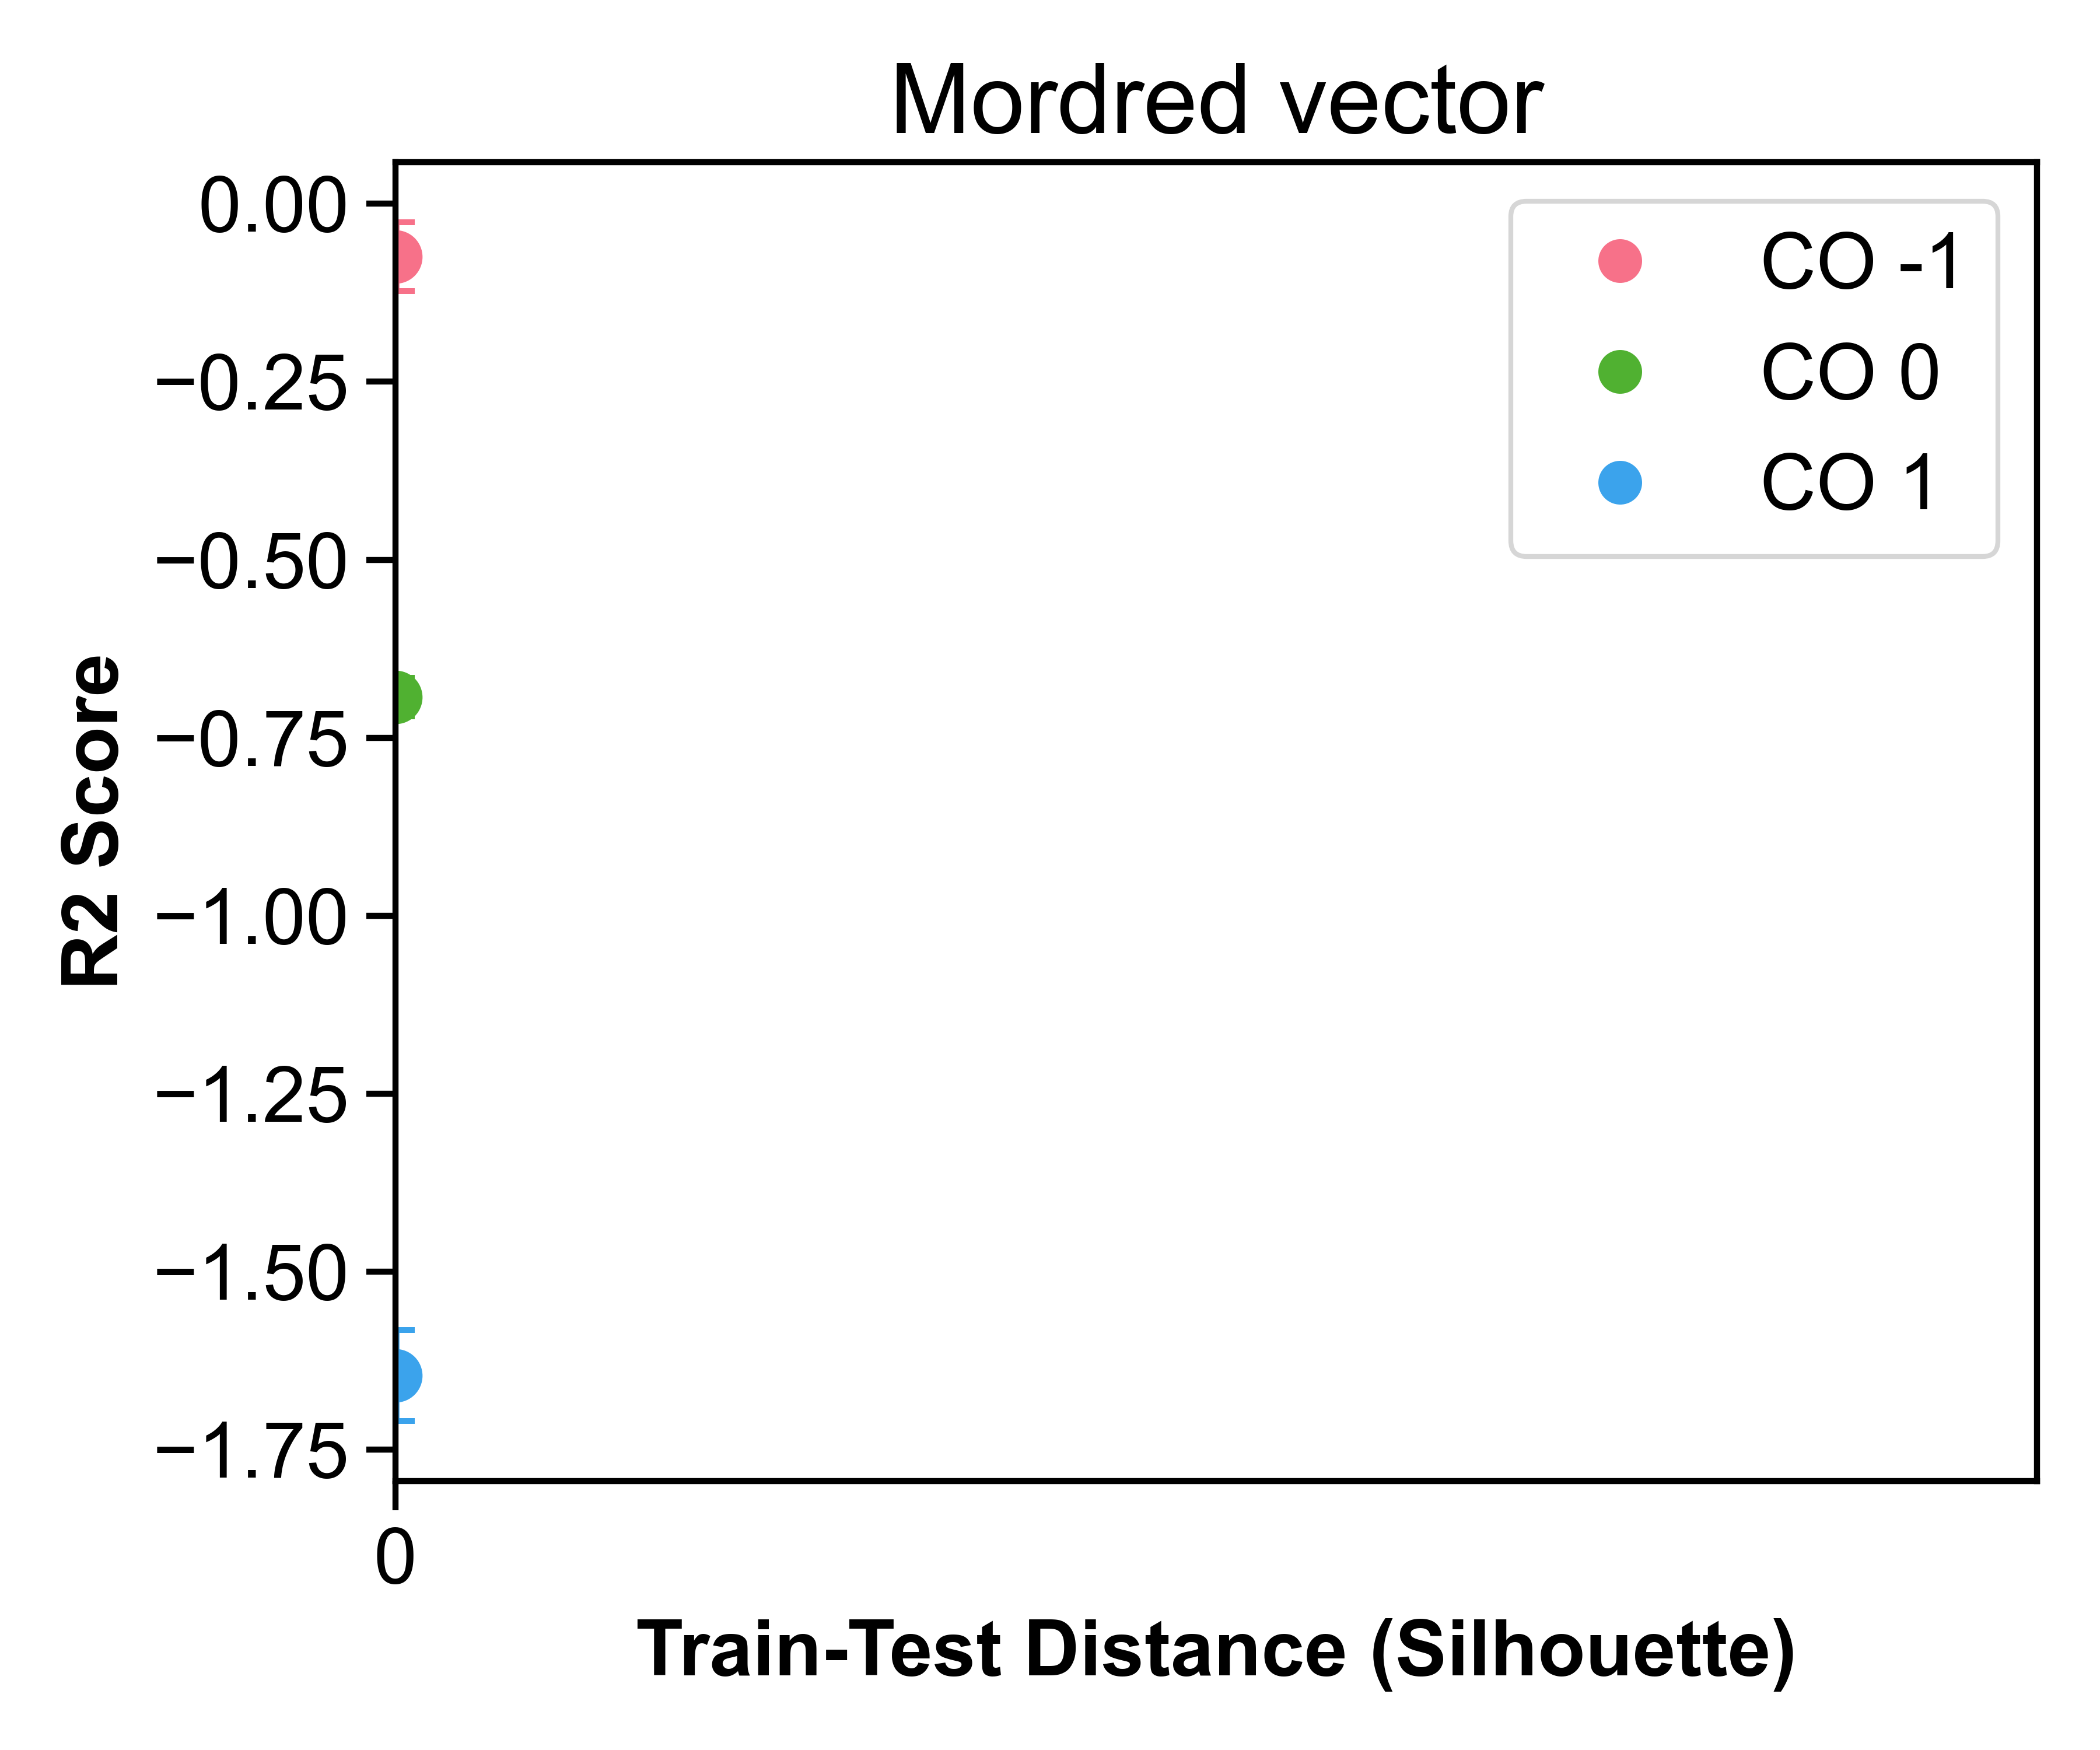 Mordred vector
0.00
−0.25
−0.50
−0.75
−1.00
−1.25
−1.50
−1.75
R2 Score
CO -1
CO 0
CO 1
0
Train-Test Distance (Silhouette)